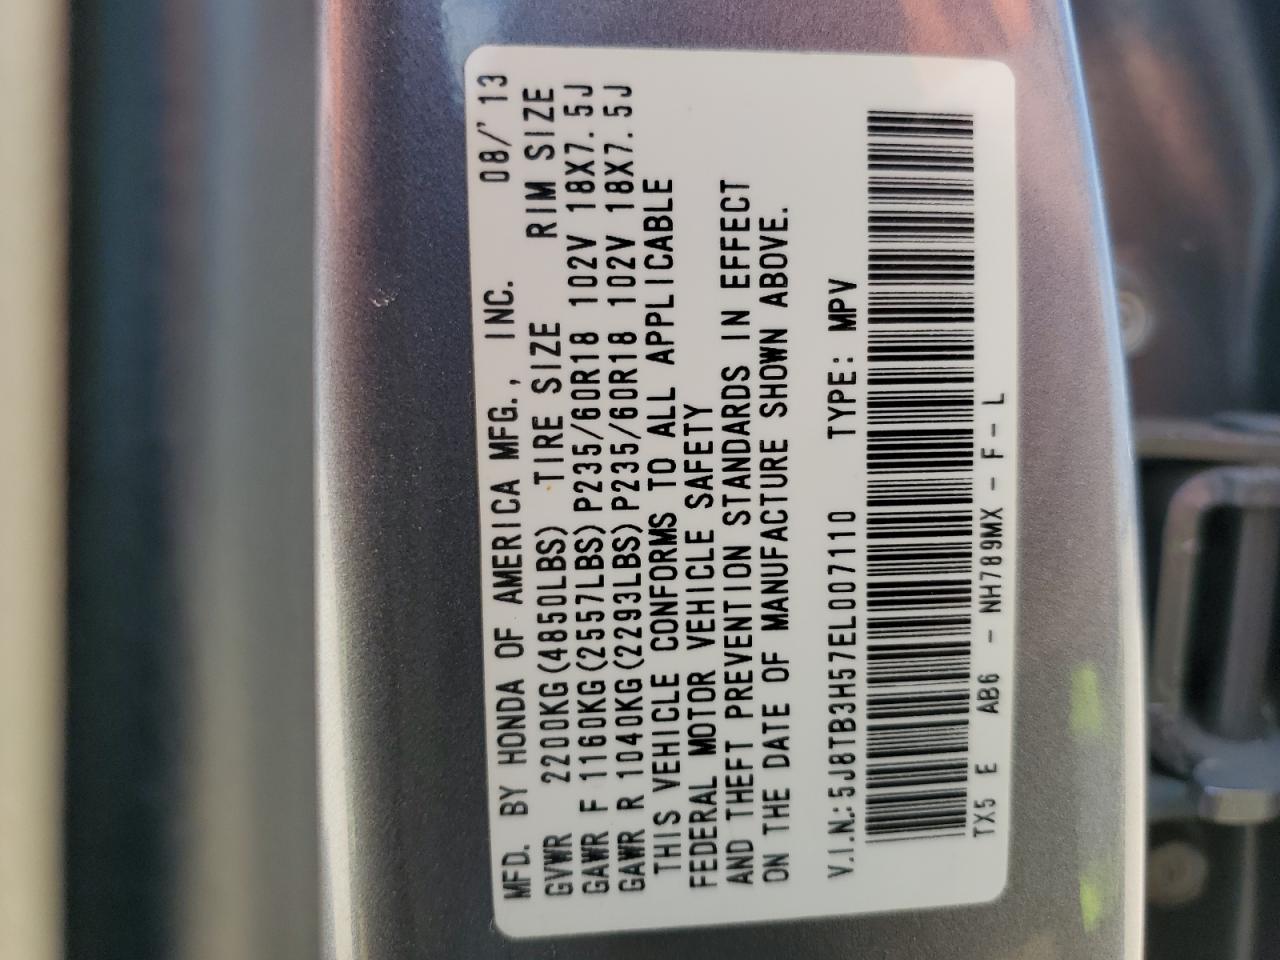 MFD. BY HONDA OF AMERICA MFG., INC. 08/'13
GVWR 2200KG(4850LBS) TIRE SIZE RIM SIZE
GAWR F 1160KG(2557LBS)P235/60R18 102V 18X7.5J
GAWR R 1040KG(2293LBS)P235/60R18 102V 18X7.5J
THIS VEHICLE CONFORMS TO ALL APPLICABLE
FEDERAL MOTOR VEHICLE SAFETY
AND THEFT PREVENTION STANDARDS IN EFFECT
ON THE DATE OF MANUFACTURE SHOWN ABOVE.
V.I.N.: 5J8TB3H57EL007110 TYPE: MPV
TX5 E AB6 - NH789MX - F - L